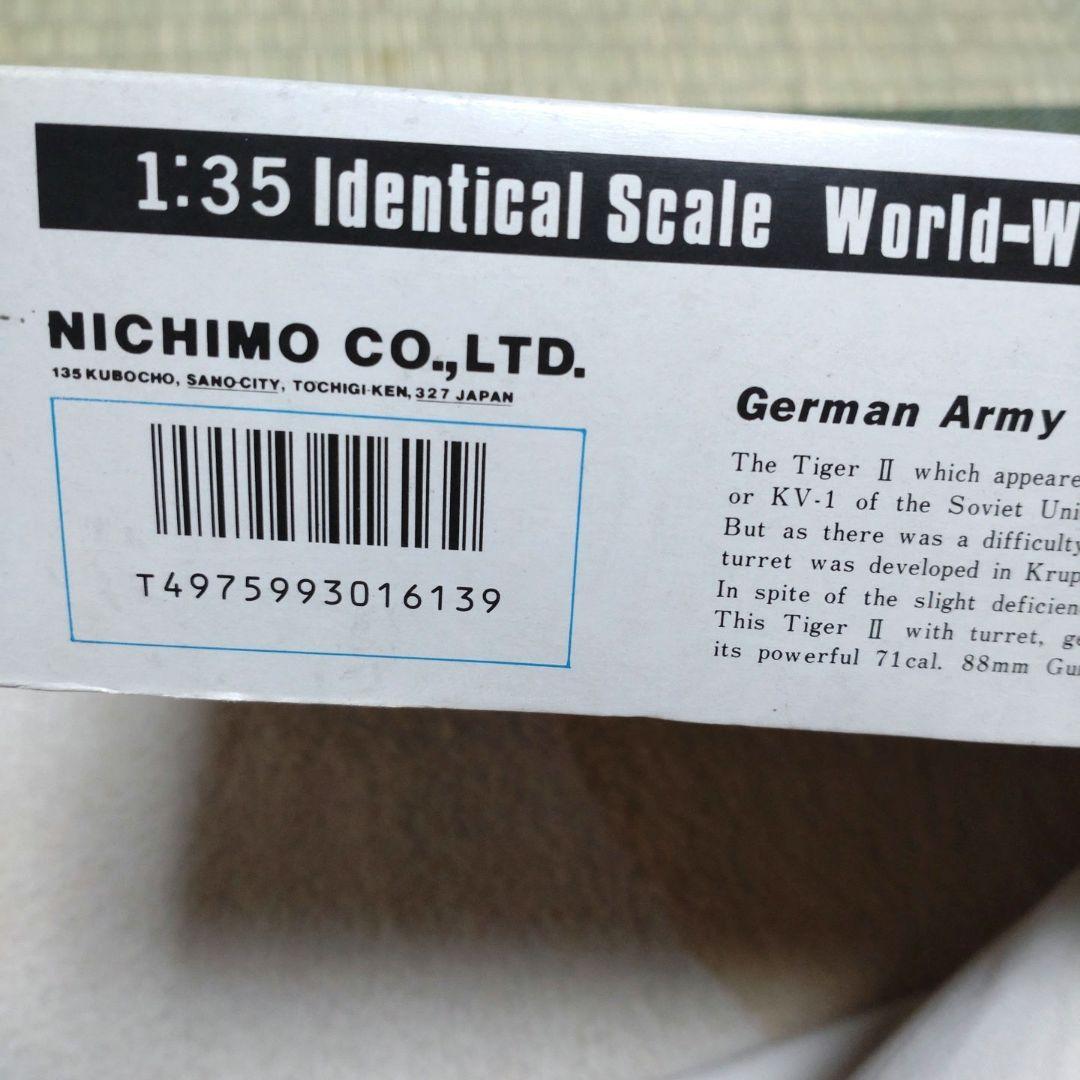 1:35 Identical Scale World-W
NICHIMO CO.,LTD.
135 KUBOCHO, SANO-CITY, TOCHIGI-KEN, 327 JAPAN
T4975993016139
German Army
The Tiger II which appeare
or KV-1 of the Soviet Uni
But as there was a difficulty
turret was developed in Krup
In spite of the slight deficien
This Tiger II with turret, ge
its powerful 71cal. 88mm Gu